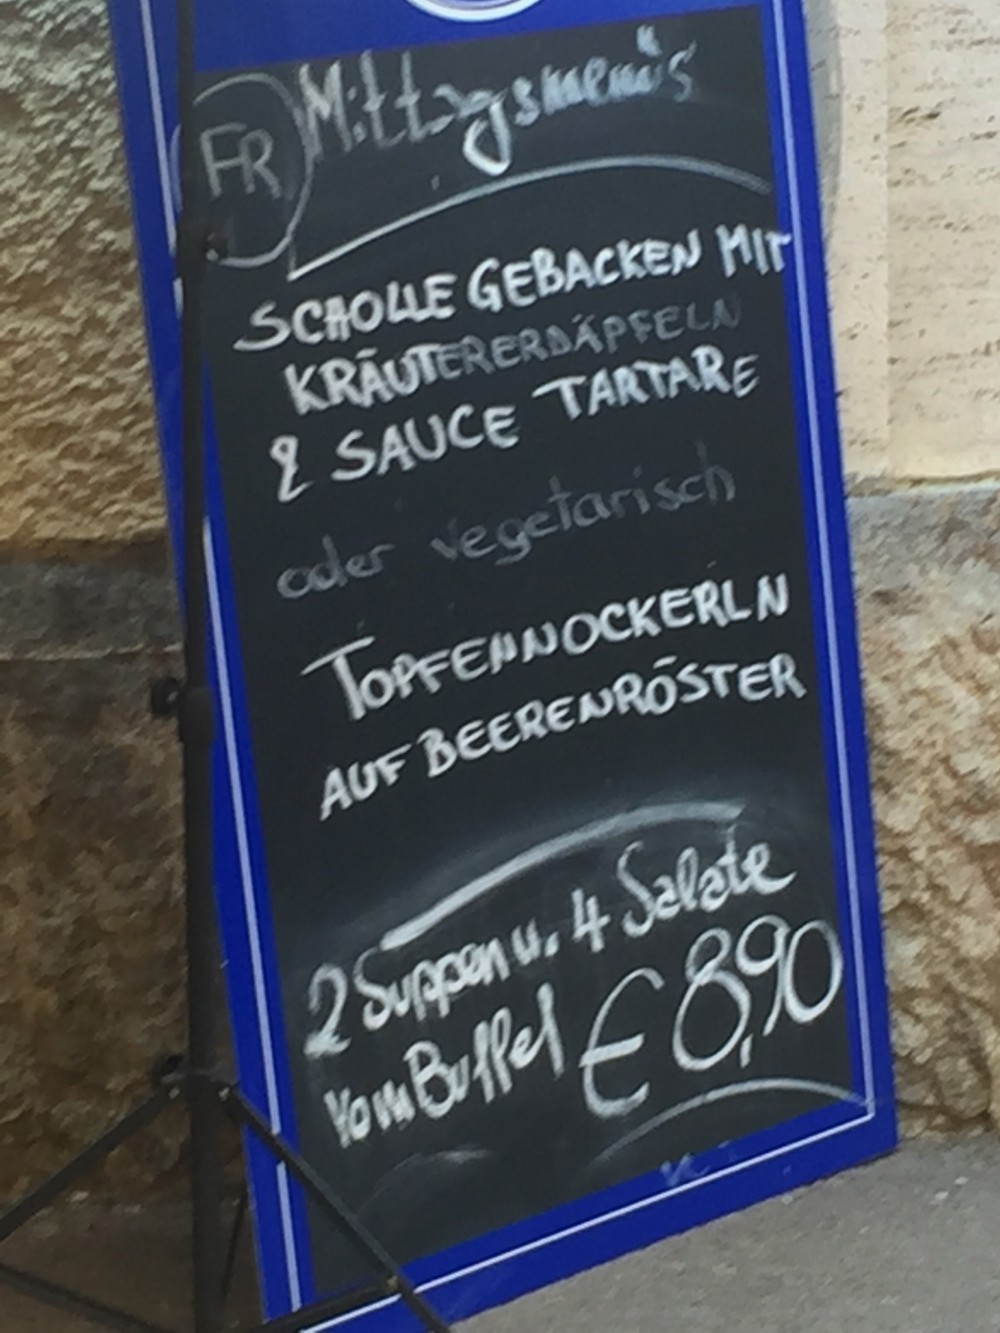 FR Mittagsmenüs
SCHOLLE GEBACKEN MIT
KRÄUTERERDÄPFELN
& SAUCE TARTARE
oder vegetarisch
TOPFENNOCKERLN
AUF BEERENRÖSTER
2 Suppen u. 4 Salate
vom Buffet € 8,90